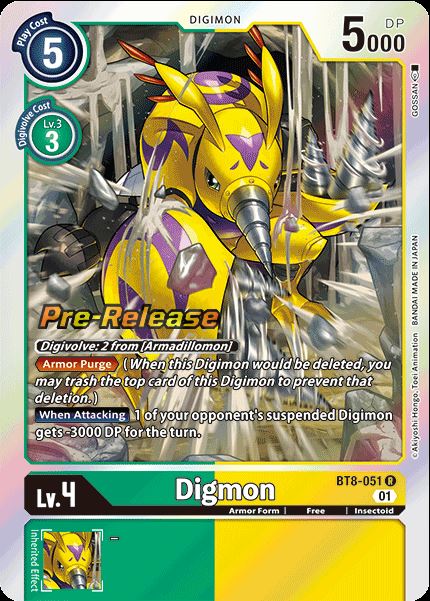 Play Cost
5
DIGIMON
DP
5000
Digivolve Cost
Lv.3
3
GOSSAN
© Akiyoshi Hongo, Toei Animation BANDAI MADE IN JAPAN
Pre-Release
Digivolve: 2 from [Armadillomon]
Armor Purge (When this Digimon would be deleted, you
may trash the top card of this Digimon to prevent that
deletion.)
When Attacking 1 of your opponent's suspended Digimon
gets -3000 DP for the turn.
Lv.4
Digmon
BT8-051 R
01
Armor Form | Free | Insectoid
Inherited Effect
–